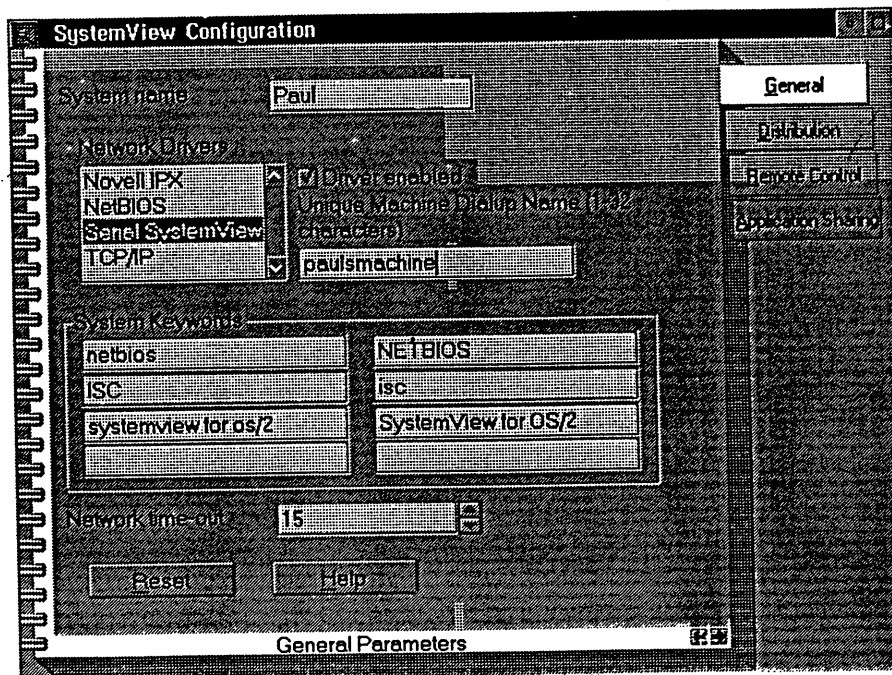 SystemView Configuration
System name
Paul
Network Drivers
Novell IPX
NetBIOS
Serial SystemView
TCP/IP
Driver enabled
Unique Machine Dialup Name (1-32
characters)
paulsmachine
System Keywords
netbios
NETBIOS
ISC
isc
systemview for os/2
SystemView for OS/2
Network time-out
15
Reset
Help
General Parameters
General
Distribution
Remote Control
Application Sharing